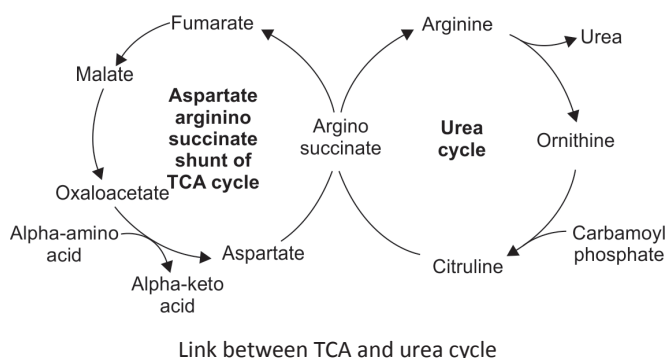 Fumarate
Arginine
Urea
Malate
Aspartate
arginino
succinate
shunt of
TCA cycle
Argino
succinate
Urea
cycle
Ornithine
Oxaloacetate
Alpha-amino
acid
Aspartate
Alpha-keto
acid
Citruline
Carbamoyl
phosphate
Link between TCA and urea cycle